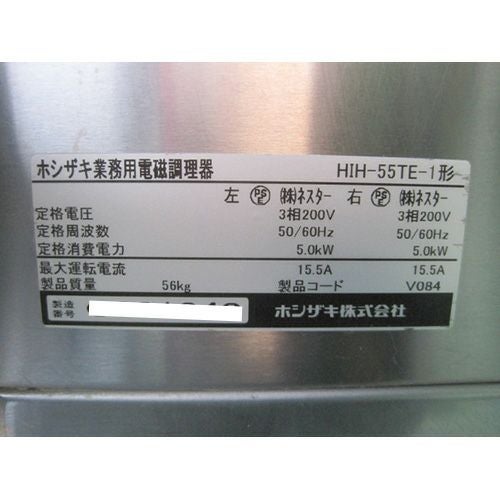 ホシザキ業務用電磁調理器 HIH-55TE-1形
左 PSE ㈱ネスター 右 PSE ㈱ネスター
定格電圧 3相200V 3相200V
定格周波数 50/60Hz 50/60Hz
定格消費電力 5.0kW 5.0kW
最大運転電流 15.5A 15.5A
製品質量 56kg 製品コード V084
製造番号 ホシザキ株式会社